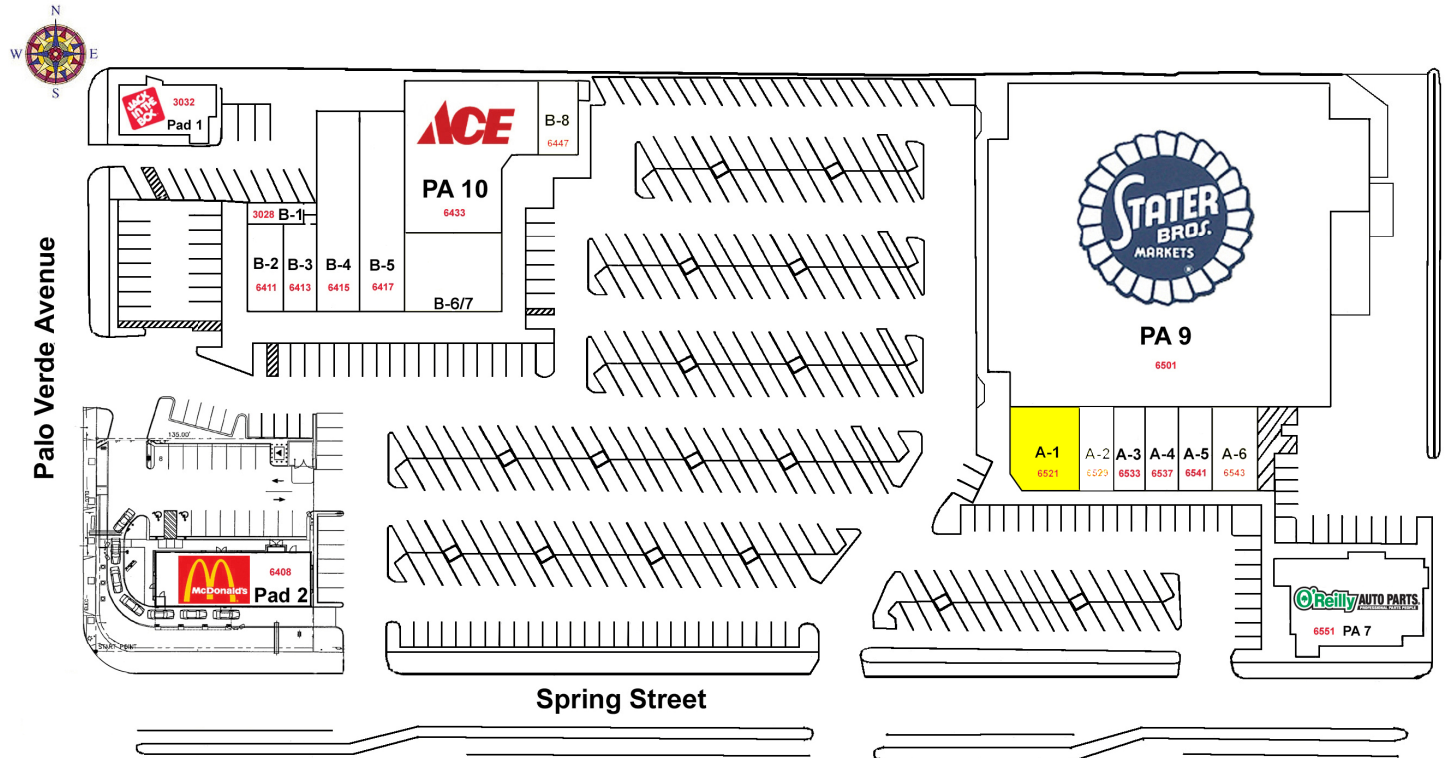 N
W
E
S
JACK
IN THE
BOX
3032
Pad 1
ACE
B-8
6447
PA 10
6433
3028 B-1
B-2
6411
B-3
6413
B-4
6415
B-5
6417
B-6/7
STATER
BROS.
MARKETS
PA 9
6501
A-1
6521
A-2
6529
A-3
6533
A-4
6537
A-5
6541
A-6
6543
Palo Verde Avenue
135.00'
8
McDonald's
6408
Pad 2
START POINT
O'Reilly AUTO PARTS.
PROFESSIONAL PARTS PEOPLE
6551 PA 7
Spring Street